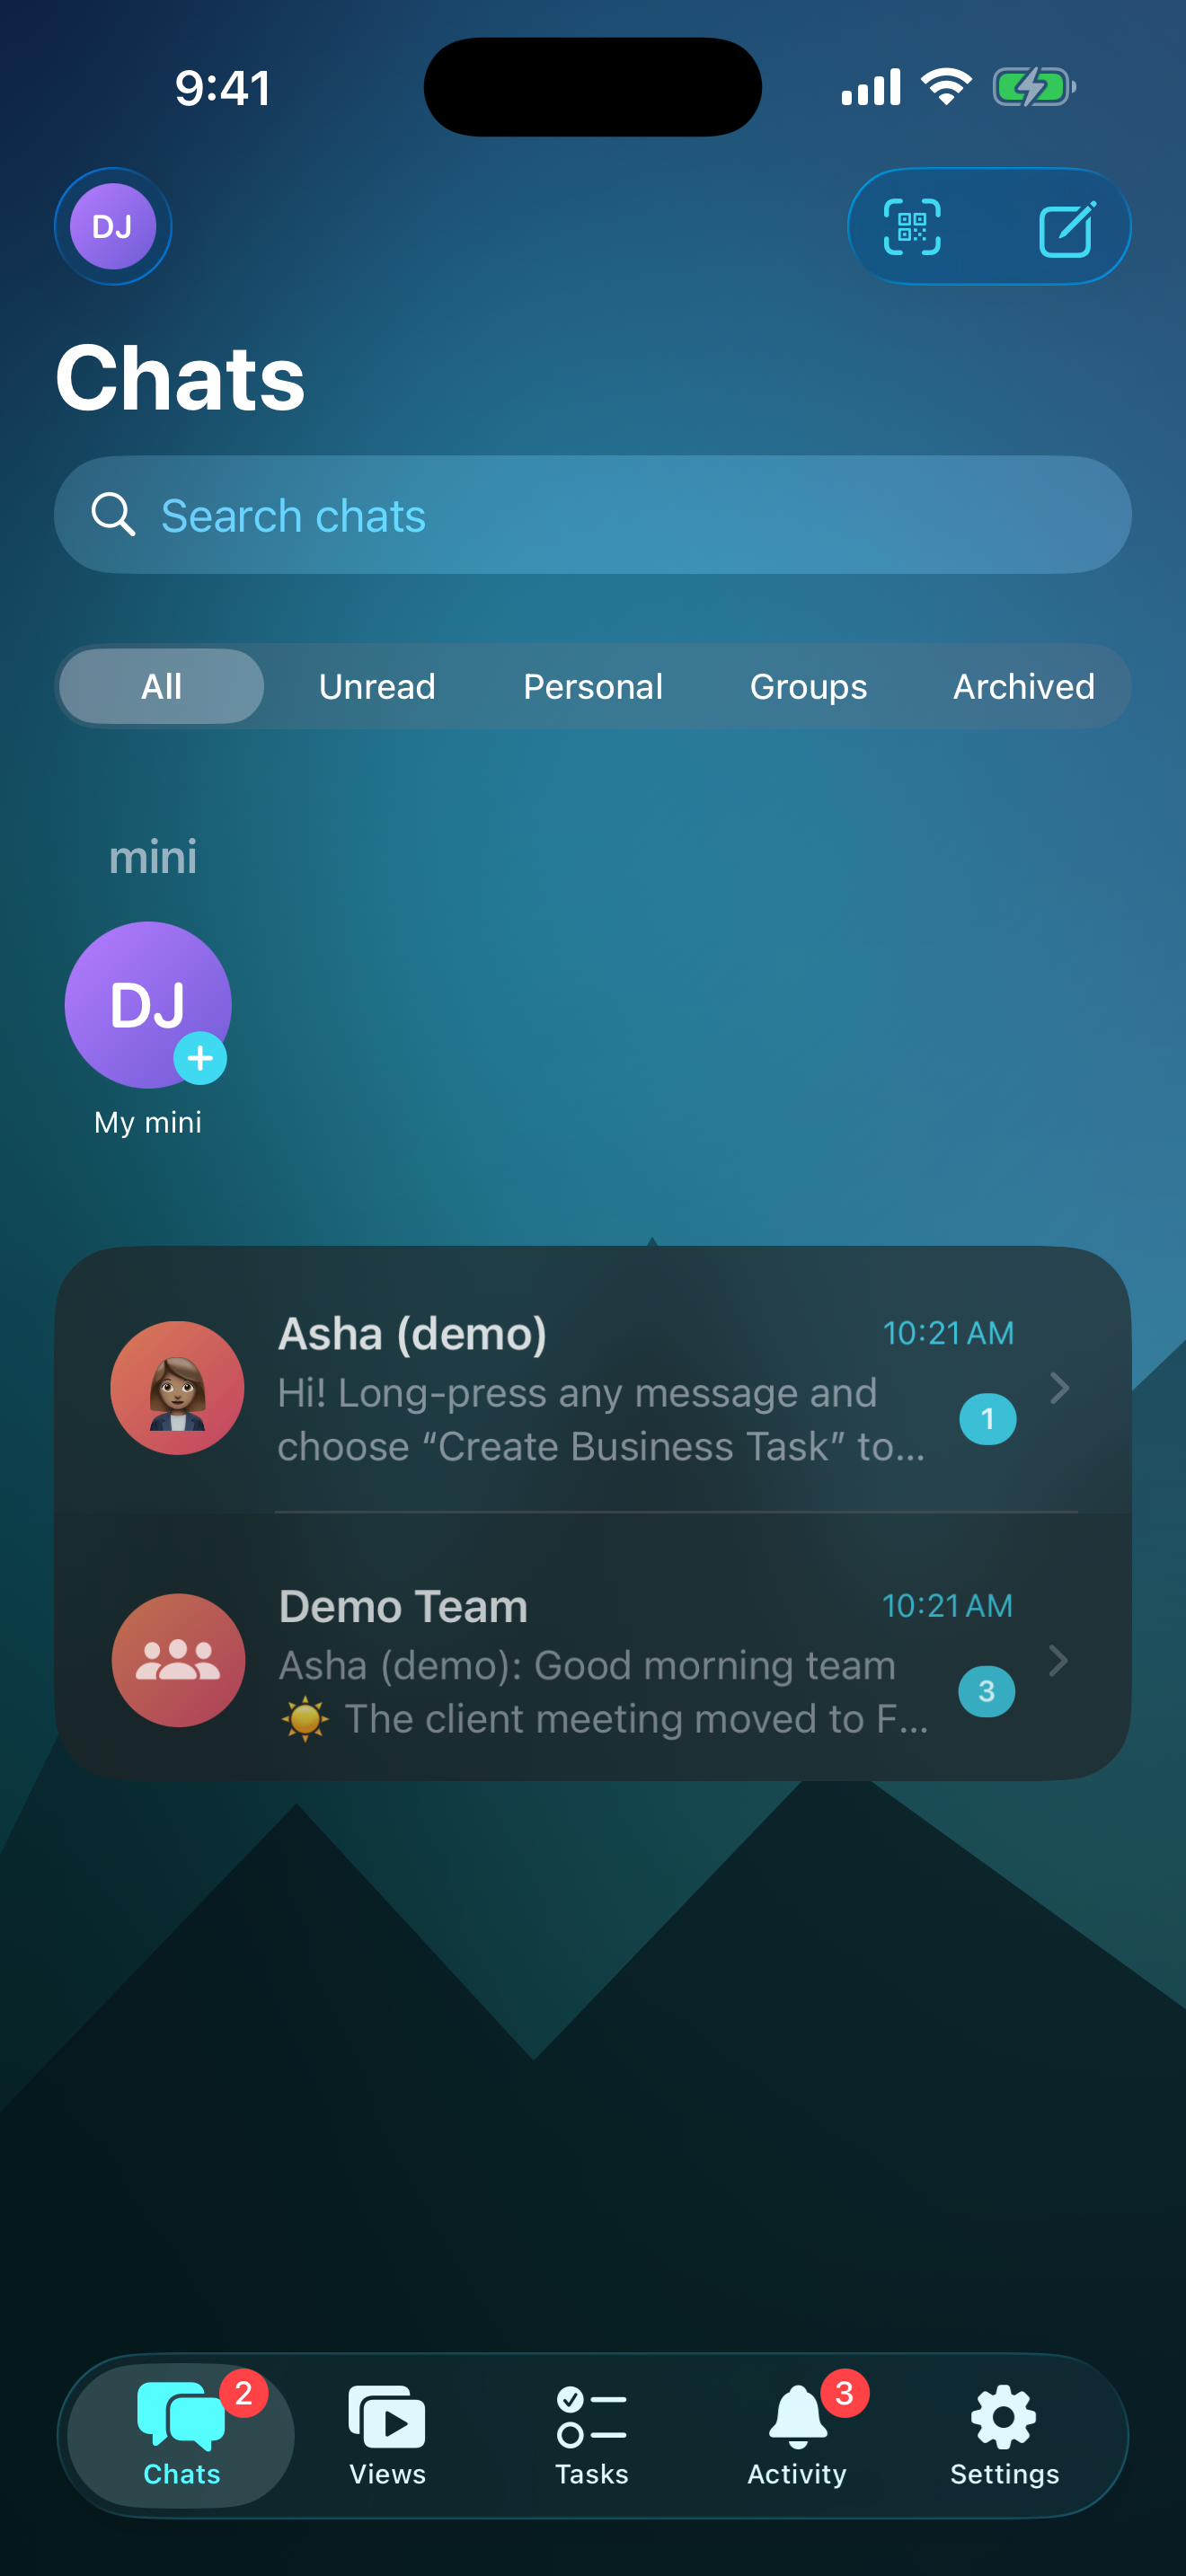 9:41
DJ
Chats
Search chats
All Unread Personal Groups Archived
mini
DJ
My mini
Asha (demo) 10:21 AM
Hi! Long-press any message and
choose “Create Business Task” to...
1
Demo Team 10:21 AM
Asha (demo): Good morning team
☀️ The client meeting moved to F...
3
2 3
Chats Views Tasks Activity Settings